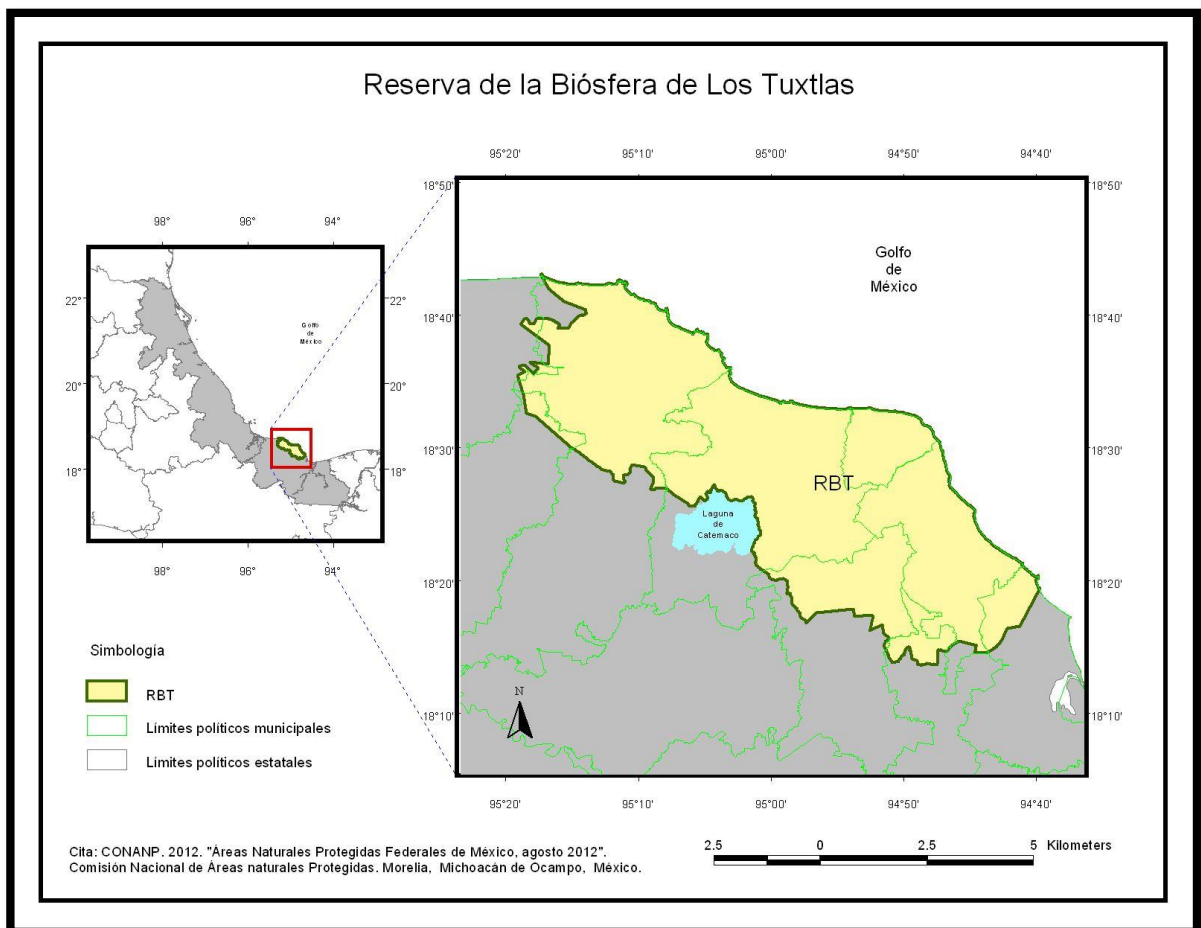 Reserva de la Biósfera de Los Tuxtlas
95°20' 95°10' 95°00' 94°50' 94°40'
18°50' 18°50'
98° 96° 94°
Golfo
de
México
22° 22°
Golfo
de
México
18°40' 18°40'
20° 20°
18°30' 18°30'
18° 18°
RBT
Laguna
de
Catemaco
98° 96° 94°
18°20' 18°20'
Simbología
RBT
Límites políticos municipales
Límites políticos estatales
N
18°10' 18°10'
95°20' 95°10' 95°00' 94°50' 94°40'
Cita: CONANP. 2012. "Áreas Naturales Protegidas Federales de México, agosto 2012".
Comisión Nacional de Áreas naturales Protegidas. Morelia, Michoacán de Ocampo, México.
2.5 0 2.5 5 Kilometers